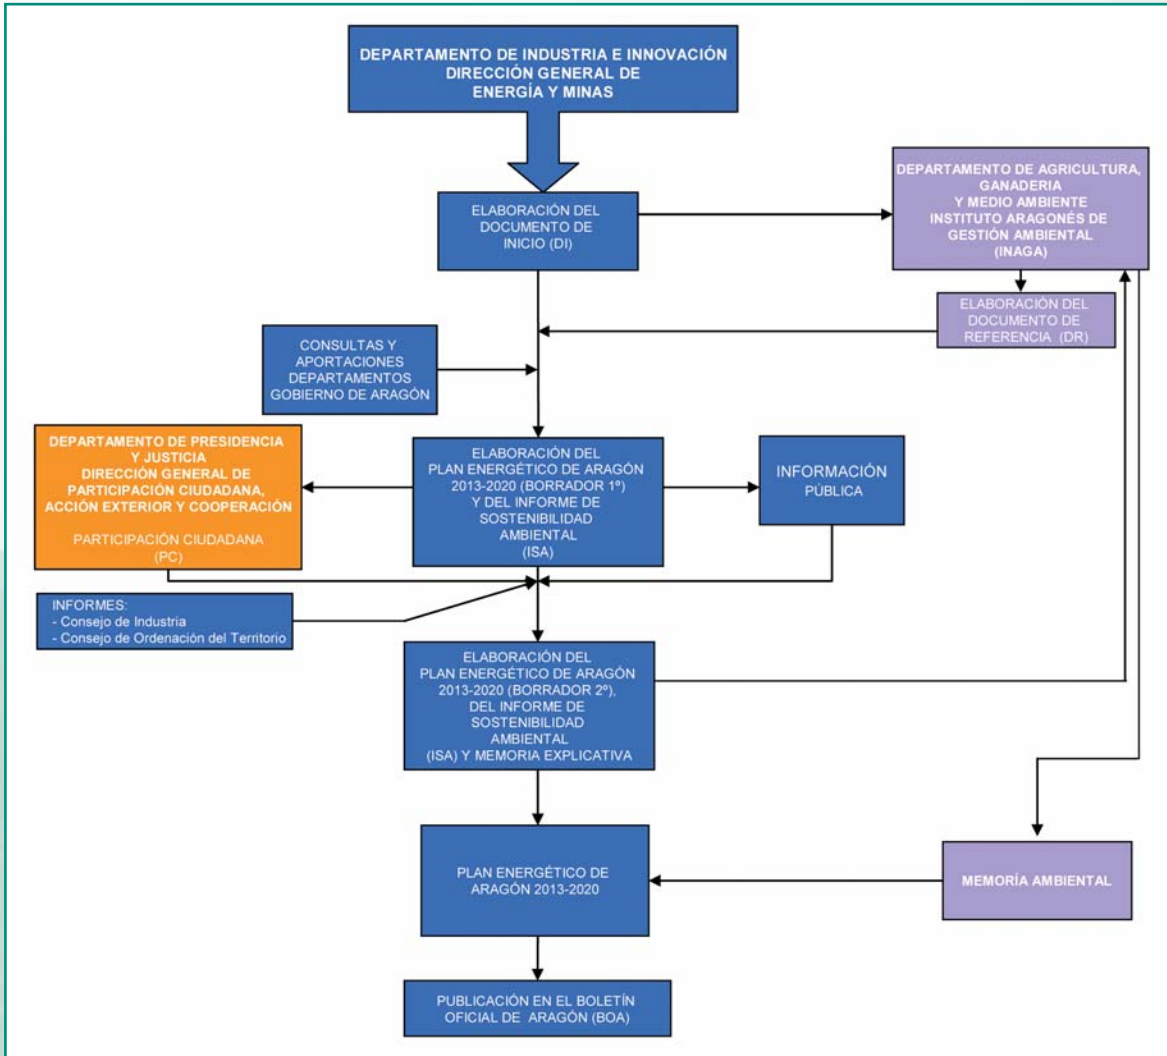 DEPARTAMENTO DE INDUSTRIA E INNOVACIÓN
DIRECCIÓN GENERAL DE
ENERGÍA Y MINAS
ELABORACIÓN DEL
DOCUMENTO DE
INICIO (DI)
DEPARTAMENTO DE AGRICULTURA,
GANADERIA
Y MEDIO AMBIENTE
INSTITUTO ARAGONÉS DE
GESTIÓN AMBIENTAL
(INAGA)
ELABORACIÓN DEL
DOCUMENTO DE
REFERENCIA (DR)
CONSULTAS Y
APORTACIONES
DEPARTAMENTOS
GOBIERNO DE ARAGÓN
DEPARTAMENTO DE PRESIDENCIA
Y JUSTICIA
DIRECCIÓN GENERAL DE
PARTICIPACIÓN CIUDADANA,
ACCIÓN EXTERIOR Y COOPERACIÓN
PARTICIPACIÓN CIUDADANA
(PC)
ELABORACIÓN DEL
PLAN ENERGÉTICO DE ARAGÓN
2013-2020 (BORRADOR 1º)
Y DEL INFORME DE
SOSTENIBILIDAD
AMBIENTAL
(ISA)
INFORMACIÓN
PÚBLICA
INFORMES:
- Consejo de Industria
- Consejo de Ordenación del Territorio
ELABORACIÓN DEL
PLAN ENERGÉTICO DE ARAGÓN
2013-2020 (BORRADOR 2º),
DEL INFORME DE
SOSTENIBILIDAD
AMBIENTAL
(ISA) Y MEMORIA EXPLICATIVA
PLAN ENERGÉTICO DE
ARAGÓN 2013-2020
MEMORÍA AMBIENTAL
PUBLICACIÓN EN EL BOLETÍN
OFICIAL DE ARAGÓN (BOA)